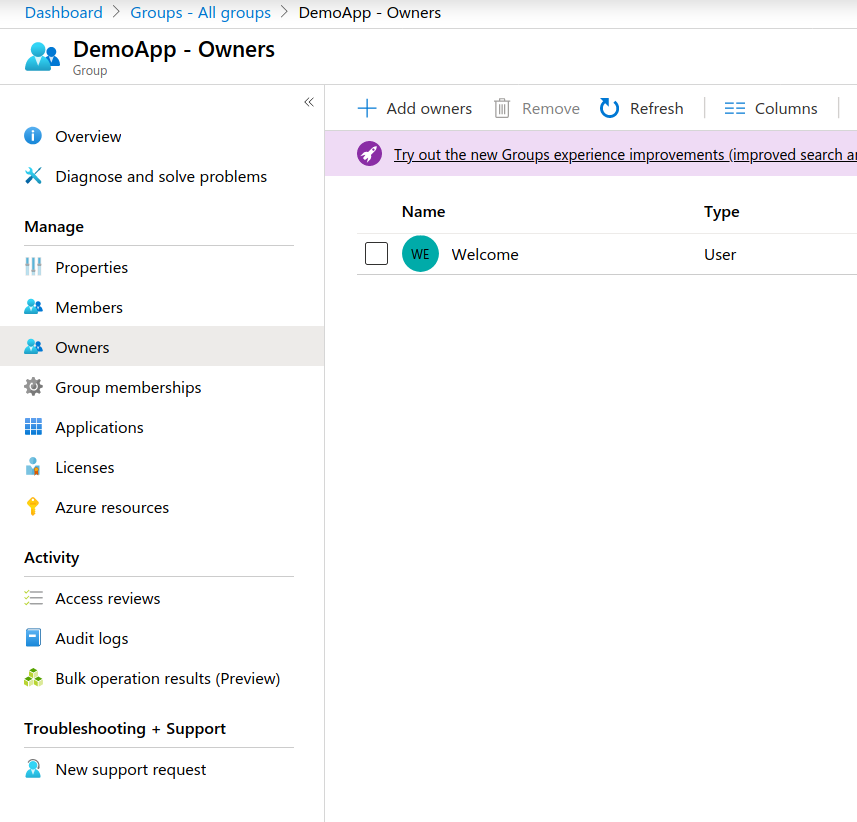 Dashboard > Groups - All groups > DemoApp - Owners
DemoApp - Owners
Group
«
Overview
Diagnose and solve problems
Manage
Properties
Members
Owners
Group memberships
Applications
Licenses
Azure resources
Activity
Access reviews
Audit logs
Bulk operation results (Preview)
Troubleshooting + Support
New support request
Add owners Remove Refresh Columns
Try out the new Groups experience improvements (improved search
Name Type
WE Welcome User